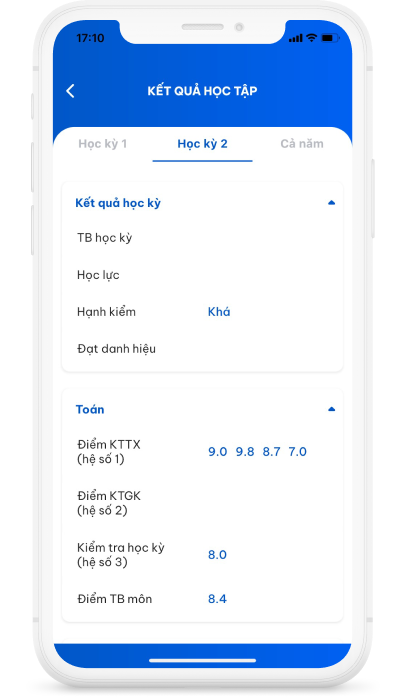 17:10
KẾT QUẢ HỌC TẬP
Học kỳ 1 Học kỳ 2 Cả năm
Kết quả học kỳ
TB học kỳ
Học lực
Hạnh kiểm Khá
Đạt danh hiệu
Toán
Điểm KTTX
(hệ số 1)
9.0 9.8 8.7 7.0
Điểm KTGK
(hệ số 2)
Kiểm tra học kỳ
(hệ số 3)
8.0
Điểm TB môn 8.4